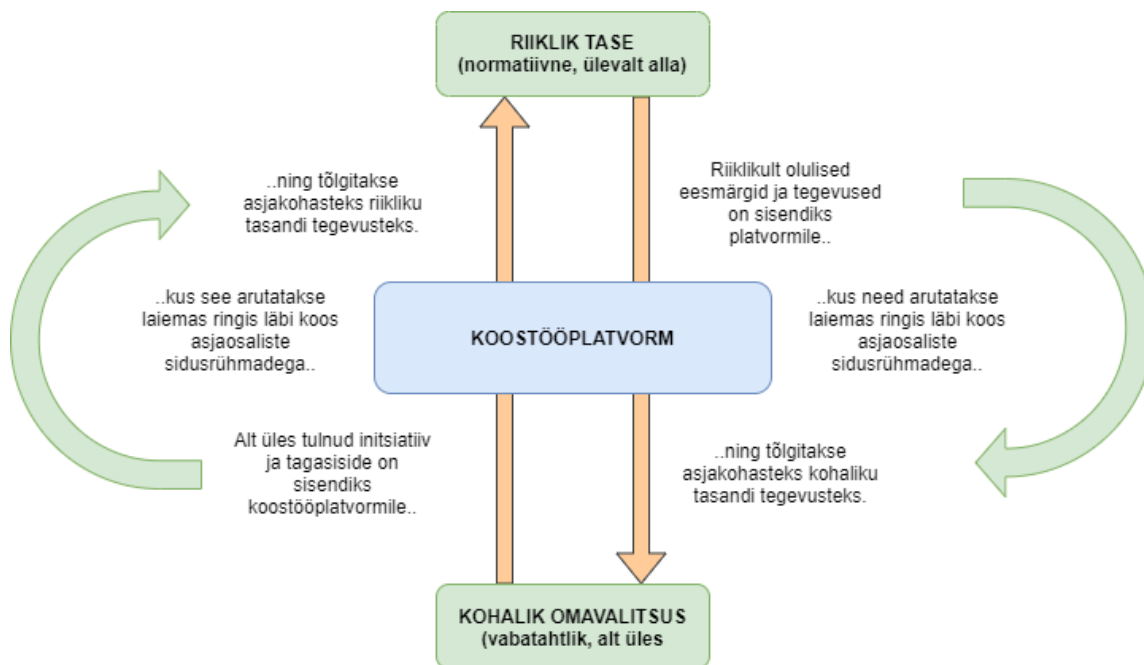 RIIKLIK TASE
(normatiivne, ülevalt alla)
..ning tõlgitakse
asjakohasteks riikliku
tasandi tegevusteks.
Riiklikult olulised
eesmärgid ja tegevused
on sisendiks
platvormile..
..kus see arutatakse
laiemas ringis läbi koos
asjaosaliste
sidusrühmadega..
KOOSTÖÖPLATVORM
..kus need arutatakse
laiemas ringis läbi koos
asjaosaliste
sidusrühmadega..
Alt üles tulnud initsiatiiv
ja tagasiside on
sisendiks
koostööplatvormile..
..ning tõlgitakse
asjakohasteks kohaliku
tasandi tegevusteks.
KOHALIK OMAVALITSUS
(vabatahtlik, alt üles